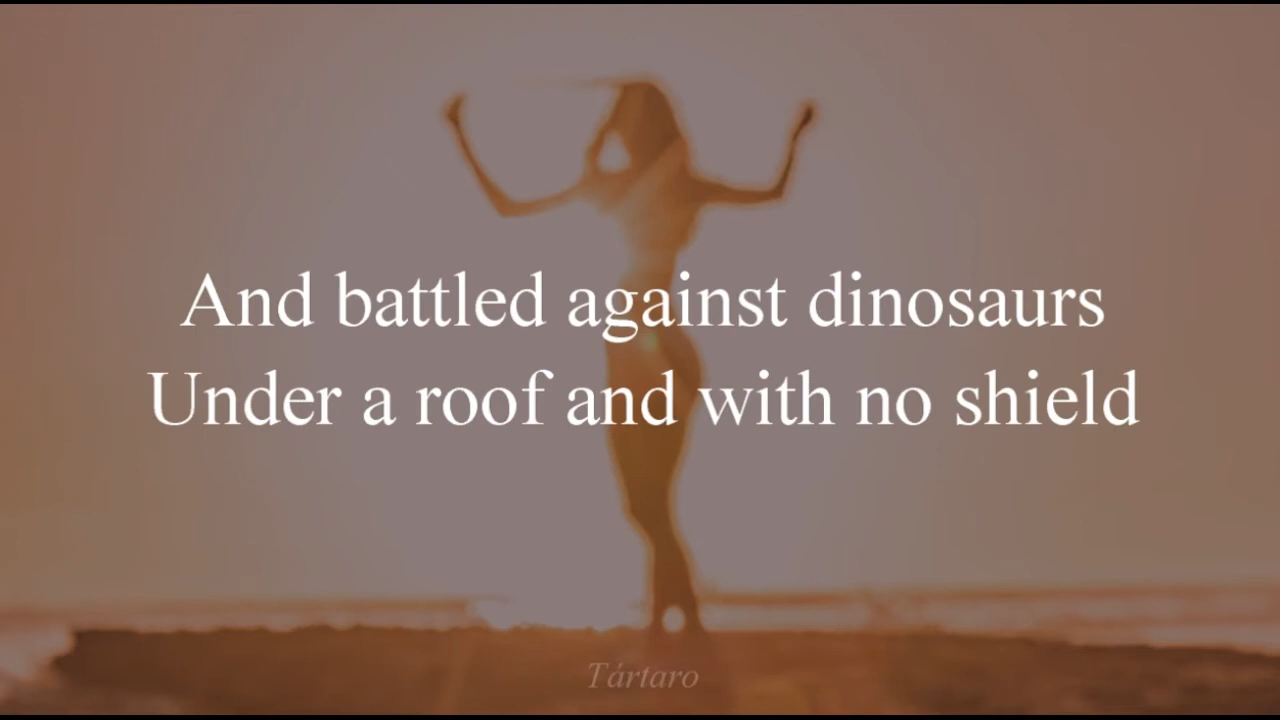 And battled against dinosaurs
Under a roof and with no shield
Tártaro